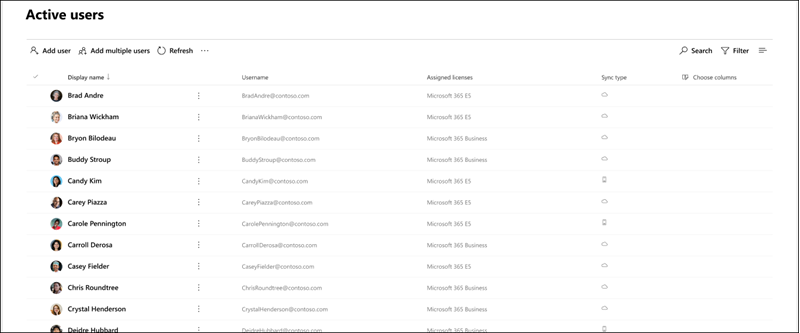 Active users
Add user Add multiple users Refresh ... Search Filter
Display name ↓ Username Assigned licenses Sync type Choose columns
Brad Andre BradAndre@contoso.com Microsoft 365 E5
Briana Wickham BrianaWickham@contoso.com Microsoft 365 E5
Bryon Bilodeau BryonBilodeau@contoso.com Microsoft 365 Business
Buddy Stroup BuddyStroup@contoso.com Microsoft 365 Business
Candy Kim CandyKim@contoso.com Microsoft 365 E5
Carey Piazza CareyPiazza@contoso.com Microsoft 365 E5
Carole Pennington CarolePennington@contoso.com Microsoft 365 E5
Carroll Derosa CarrollDerosa@contoso.com Microsoft 365 Business
Casey Fielder CaseyFielder@contoso.com Microsoft 365 E5
Chris Roundtree ChrisRoundtree@contoso.com Microsoft 365 Business
Crystal Henderson CrystalHenderson@contoso.com Microsoft 365 Business
Deidre Hubbard DeidreHubbard@contoso.com Microsoft 365 Business